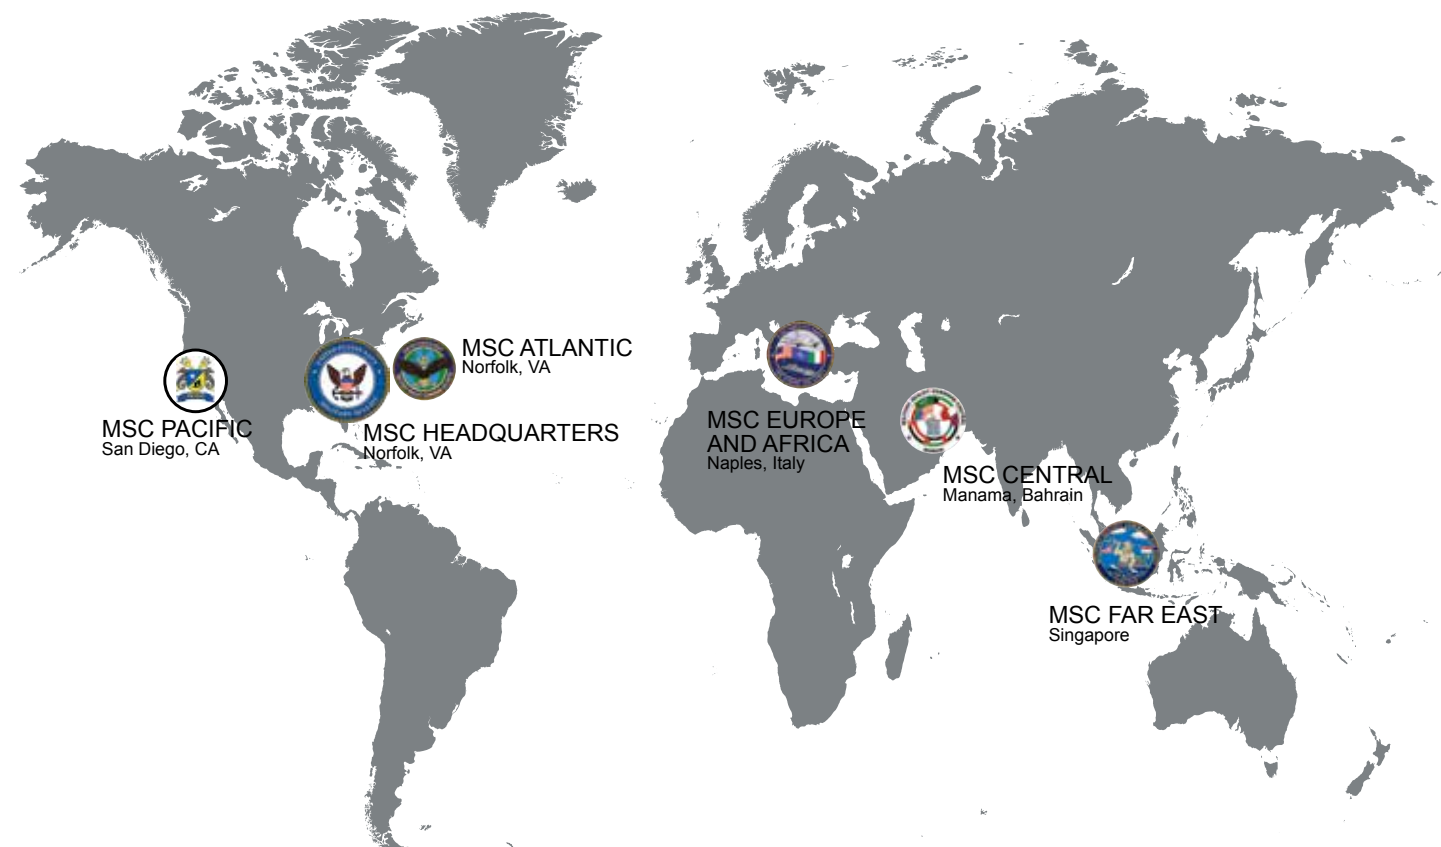 MSC ATLANTIC
Norfolk, VA
MSC PACIFIC
San Diego, CA
MSC HEADQUARTERS
Norfolk, VA
MSC EUROPE
AND AFRICA
Naples, Italy
MSC CENTRAL
Manama, Bahrain
MSC FAR EAST
Singapore